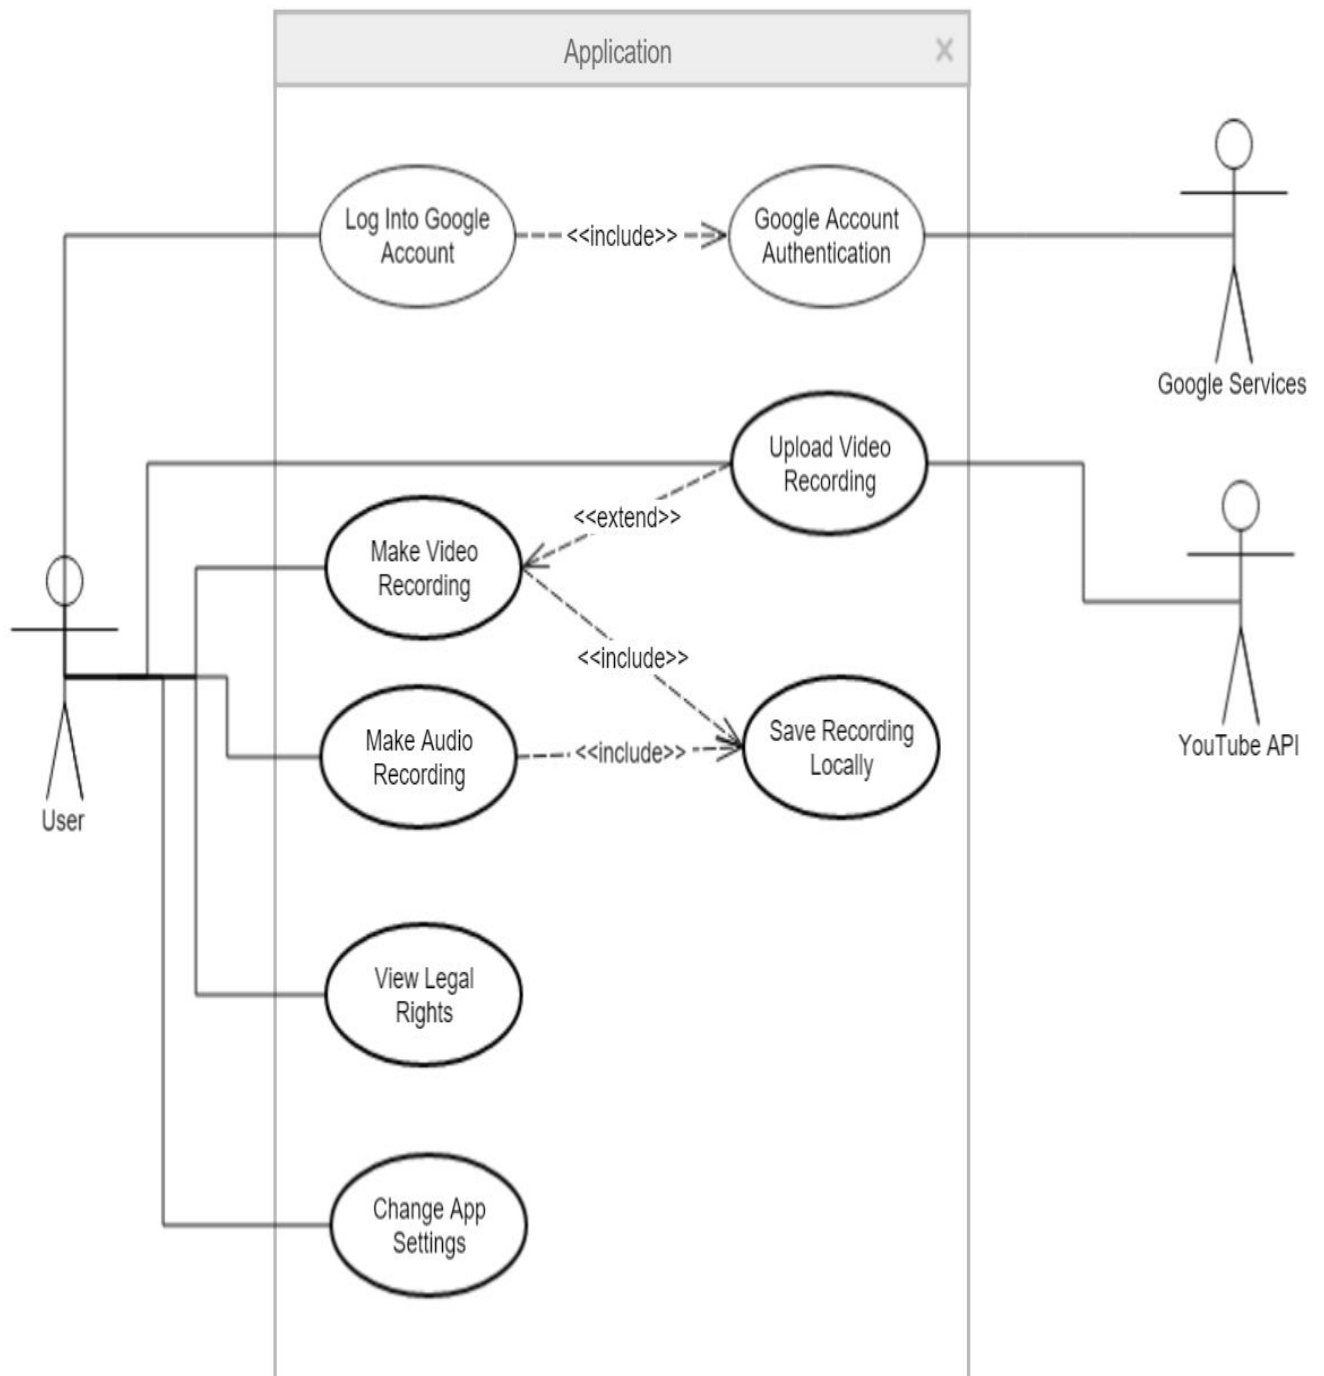 Application
Log Into Google
Account
<<include>>
Google Account
Authentication
Google Services
Upload Video
Recording
<<extend>>
Make Video
Recording
<<include>>
Make Audio
Recording
<<include>>
Save Recording
Locally
YouTube API
User
View Legal
Rights
Change App
Settings